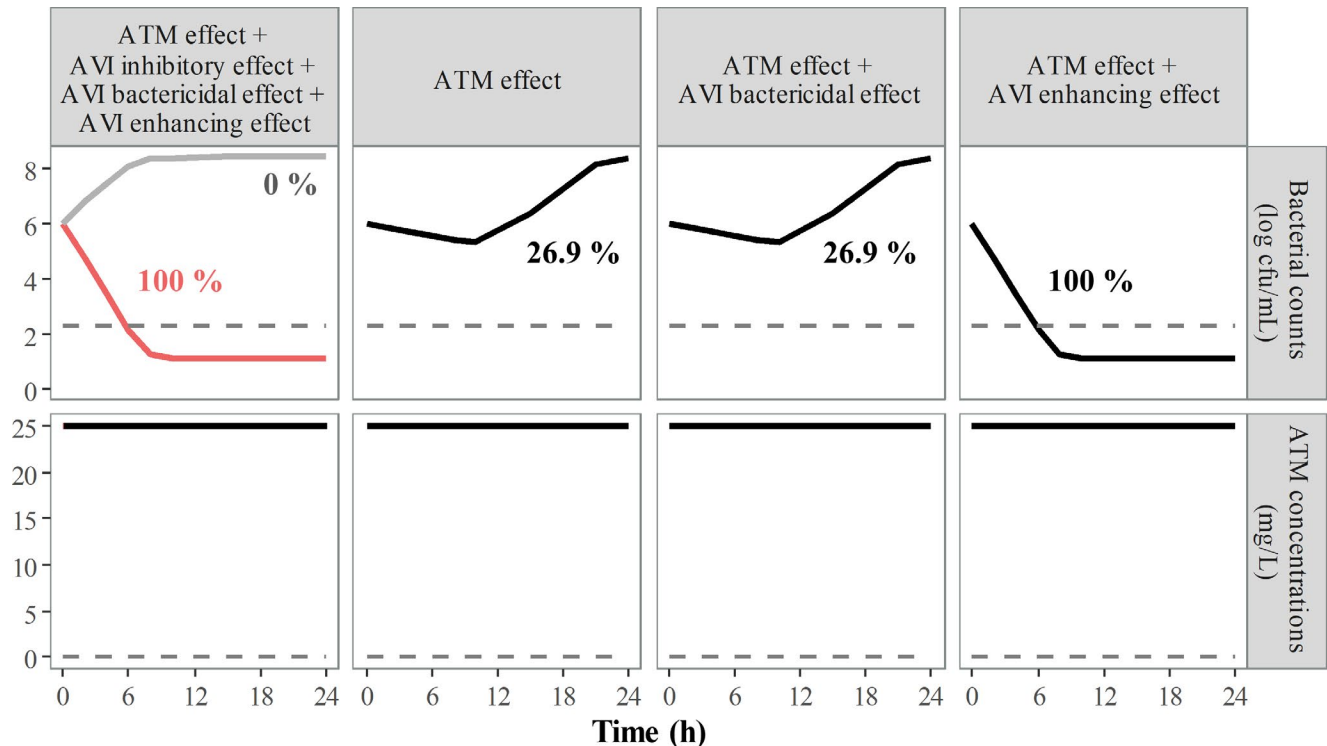 ATM effect +
AVI inhibitory effect +
AVI bactericidal effect +
AVI enhancing effect
ATM effect
ATM effect +
AVI bactericidal effect
ATM effect +
AVI enhancing effect
8
6
4
2
0
0 %
100 %
26.9 %
26.9 %
100 %
Bacterial counts
(log cfu/mL)
25
20
15
10
5
0
ATM concentrations
(mg/L)
0 6 12 18 24
0 6 12 18 24
0 6 12 18 24
0 6 12 18 24
Time (h)